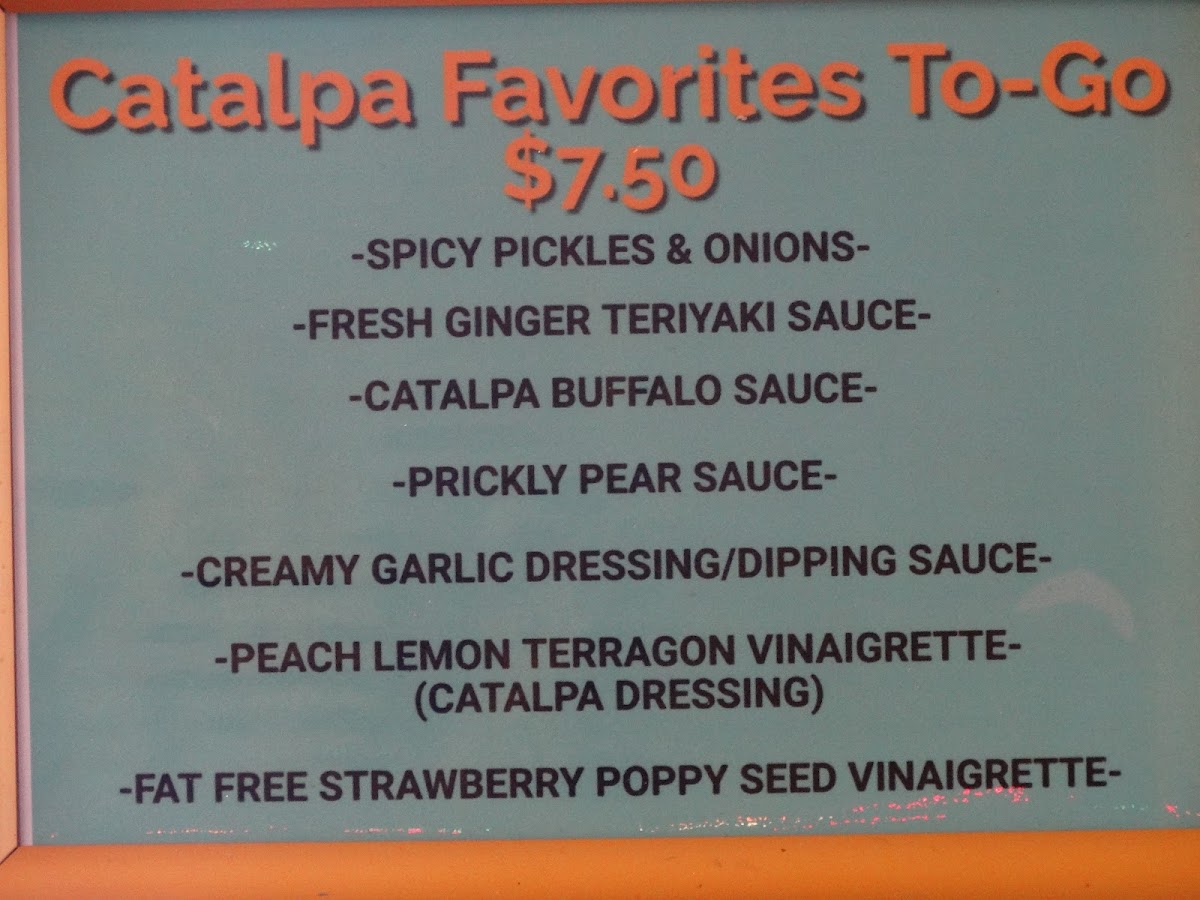 Catalpa Favorites To-Go
$7.50
-SPICY PICKLES & ONIONS-
-FRESH GINGER TERIYAKI SAUCE-
-CATALPA BUFFALO SAUCE-
-PRICKLY PEAR SAUCE-
-CREAMY GARLIC DRESSING/DIPPING SAUCE-
-PEACH LEMON TERRAGON VINAIGRETTE-
(CATALPA DRESSING)
-FAT FREE STRAWBERRY POPPY SEED VINAIGRETTE-